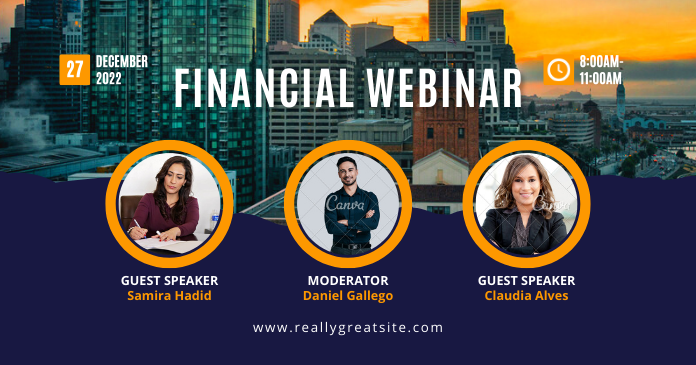 27
DECEMBER
2022
FINANCIAL WEBINAR
8:00AM-
11:00AM
Canva
Canva
GUEST SPEAKER
Samira Hadid
MODERATOR
Daniel Gallego
GUEST SPEAKER
Claudia Alves
www.reallygreatsite.com